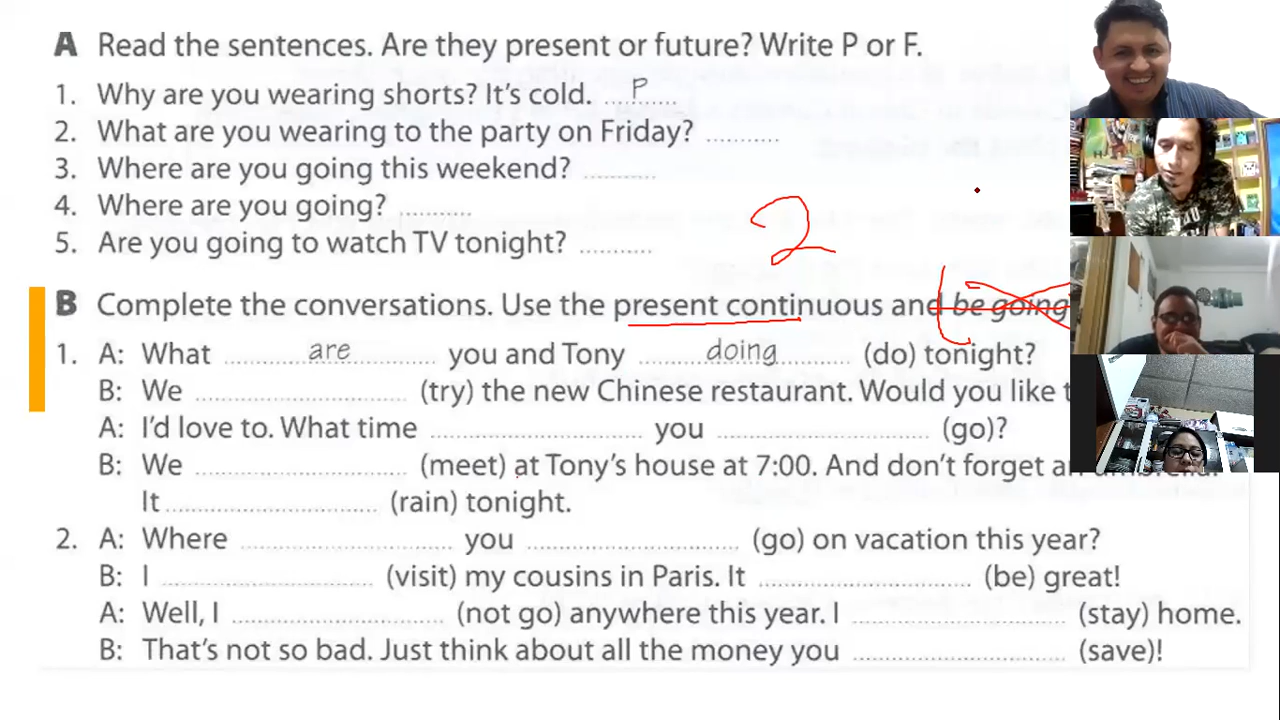 A Read the sentences. Are they present or future? Write P or F.
1. Why are you wearing shorts? It's cold. P
2. What are you wearing to the party on Friday? ............
3. Where are you going this weekend? ............
4. Where are you going? ............
5. Are you going to watch TV tonight? ............
2
B Complete the conversations. Use the present continuous and be going
1. A: What are you and Tony doing (do) tonight?
B: We ............ (try) the new Chinese restaurant. Would you like
A: I'd love to. What time ............ you ............ (go)?
B: We ............ (meet) at Tony's house at 7:00. And don't forget
It ............ (rain) tonight.
2. A: Where ............ you ............ (go) on vacation this year?
B: I ............ (visit) my cousins in Paris. It ............ (be) great!
A: Well, I ............ (not go) anywhere this year. I ............ (stay) home.
B: That's not so bad. Just think about all the money you ............ (save)!